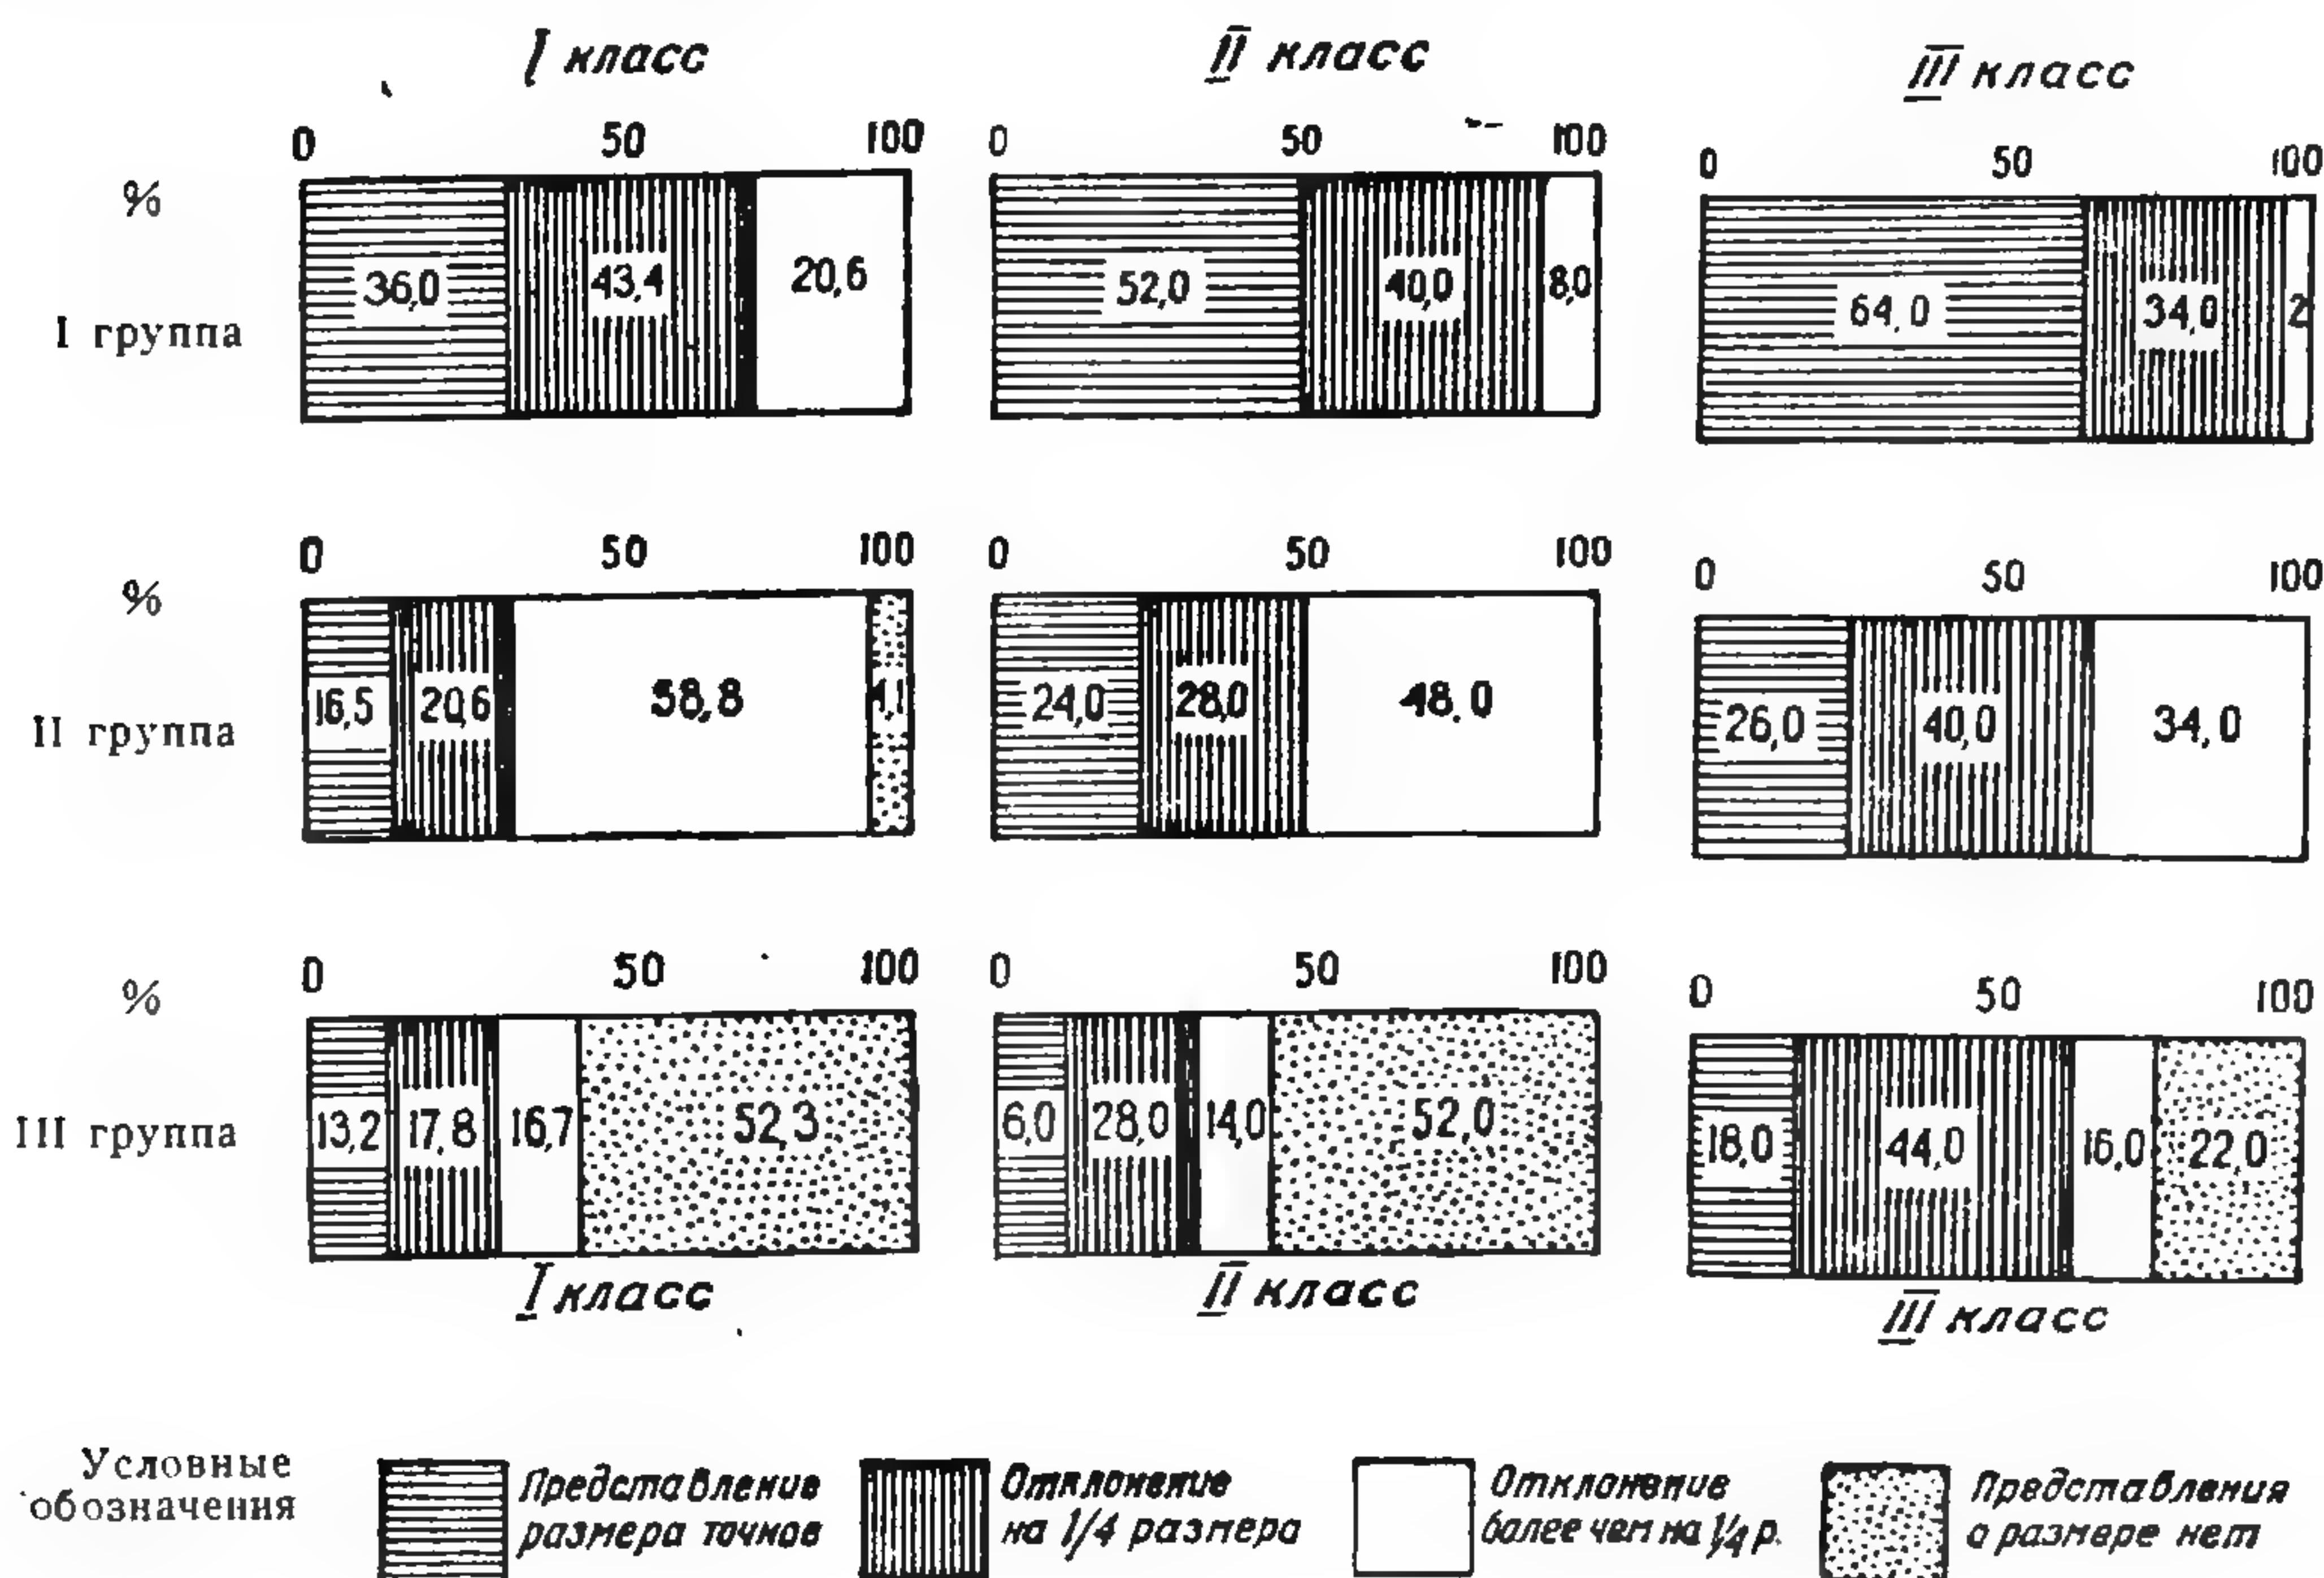 I класс II класс III класс
0 50 100 0 50 100 0 50 100
%
I группа
36,0 43,4 20,6 52,0 40,0 8,0 64,0 34,0 2
0 50 100 0 50 100 0 50 100
%
II группа
16,5 20,6 58,8 4,1 24,0 28,0 48,0 26,0 40,0 34,0
0 50 100 0 50 100 0 50 100
%
III группа
13,2 17,8 16,7 52,3 6,0 28,0 14,0 52,0 18,0 44,0 16,0 22,0
I класс II класс III класс
Условные
обозначения
Представление
размера точков
Отклонение
на 1/4 размера
Отклонение
более чем на 1/4 р.
Представления
о размере нет